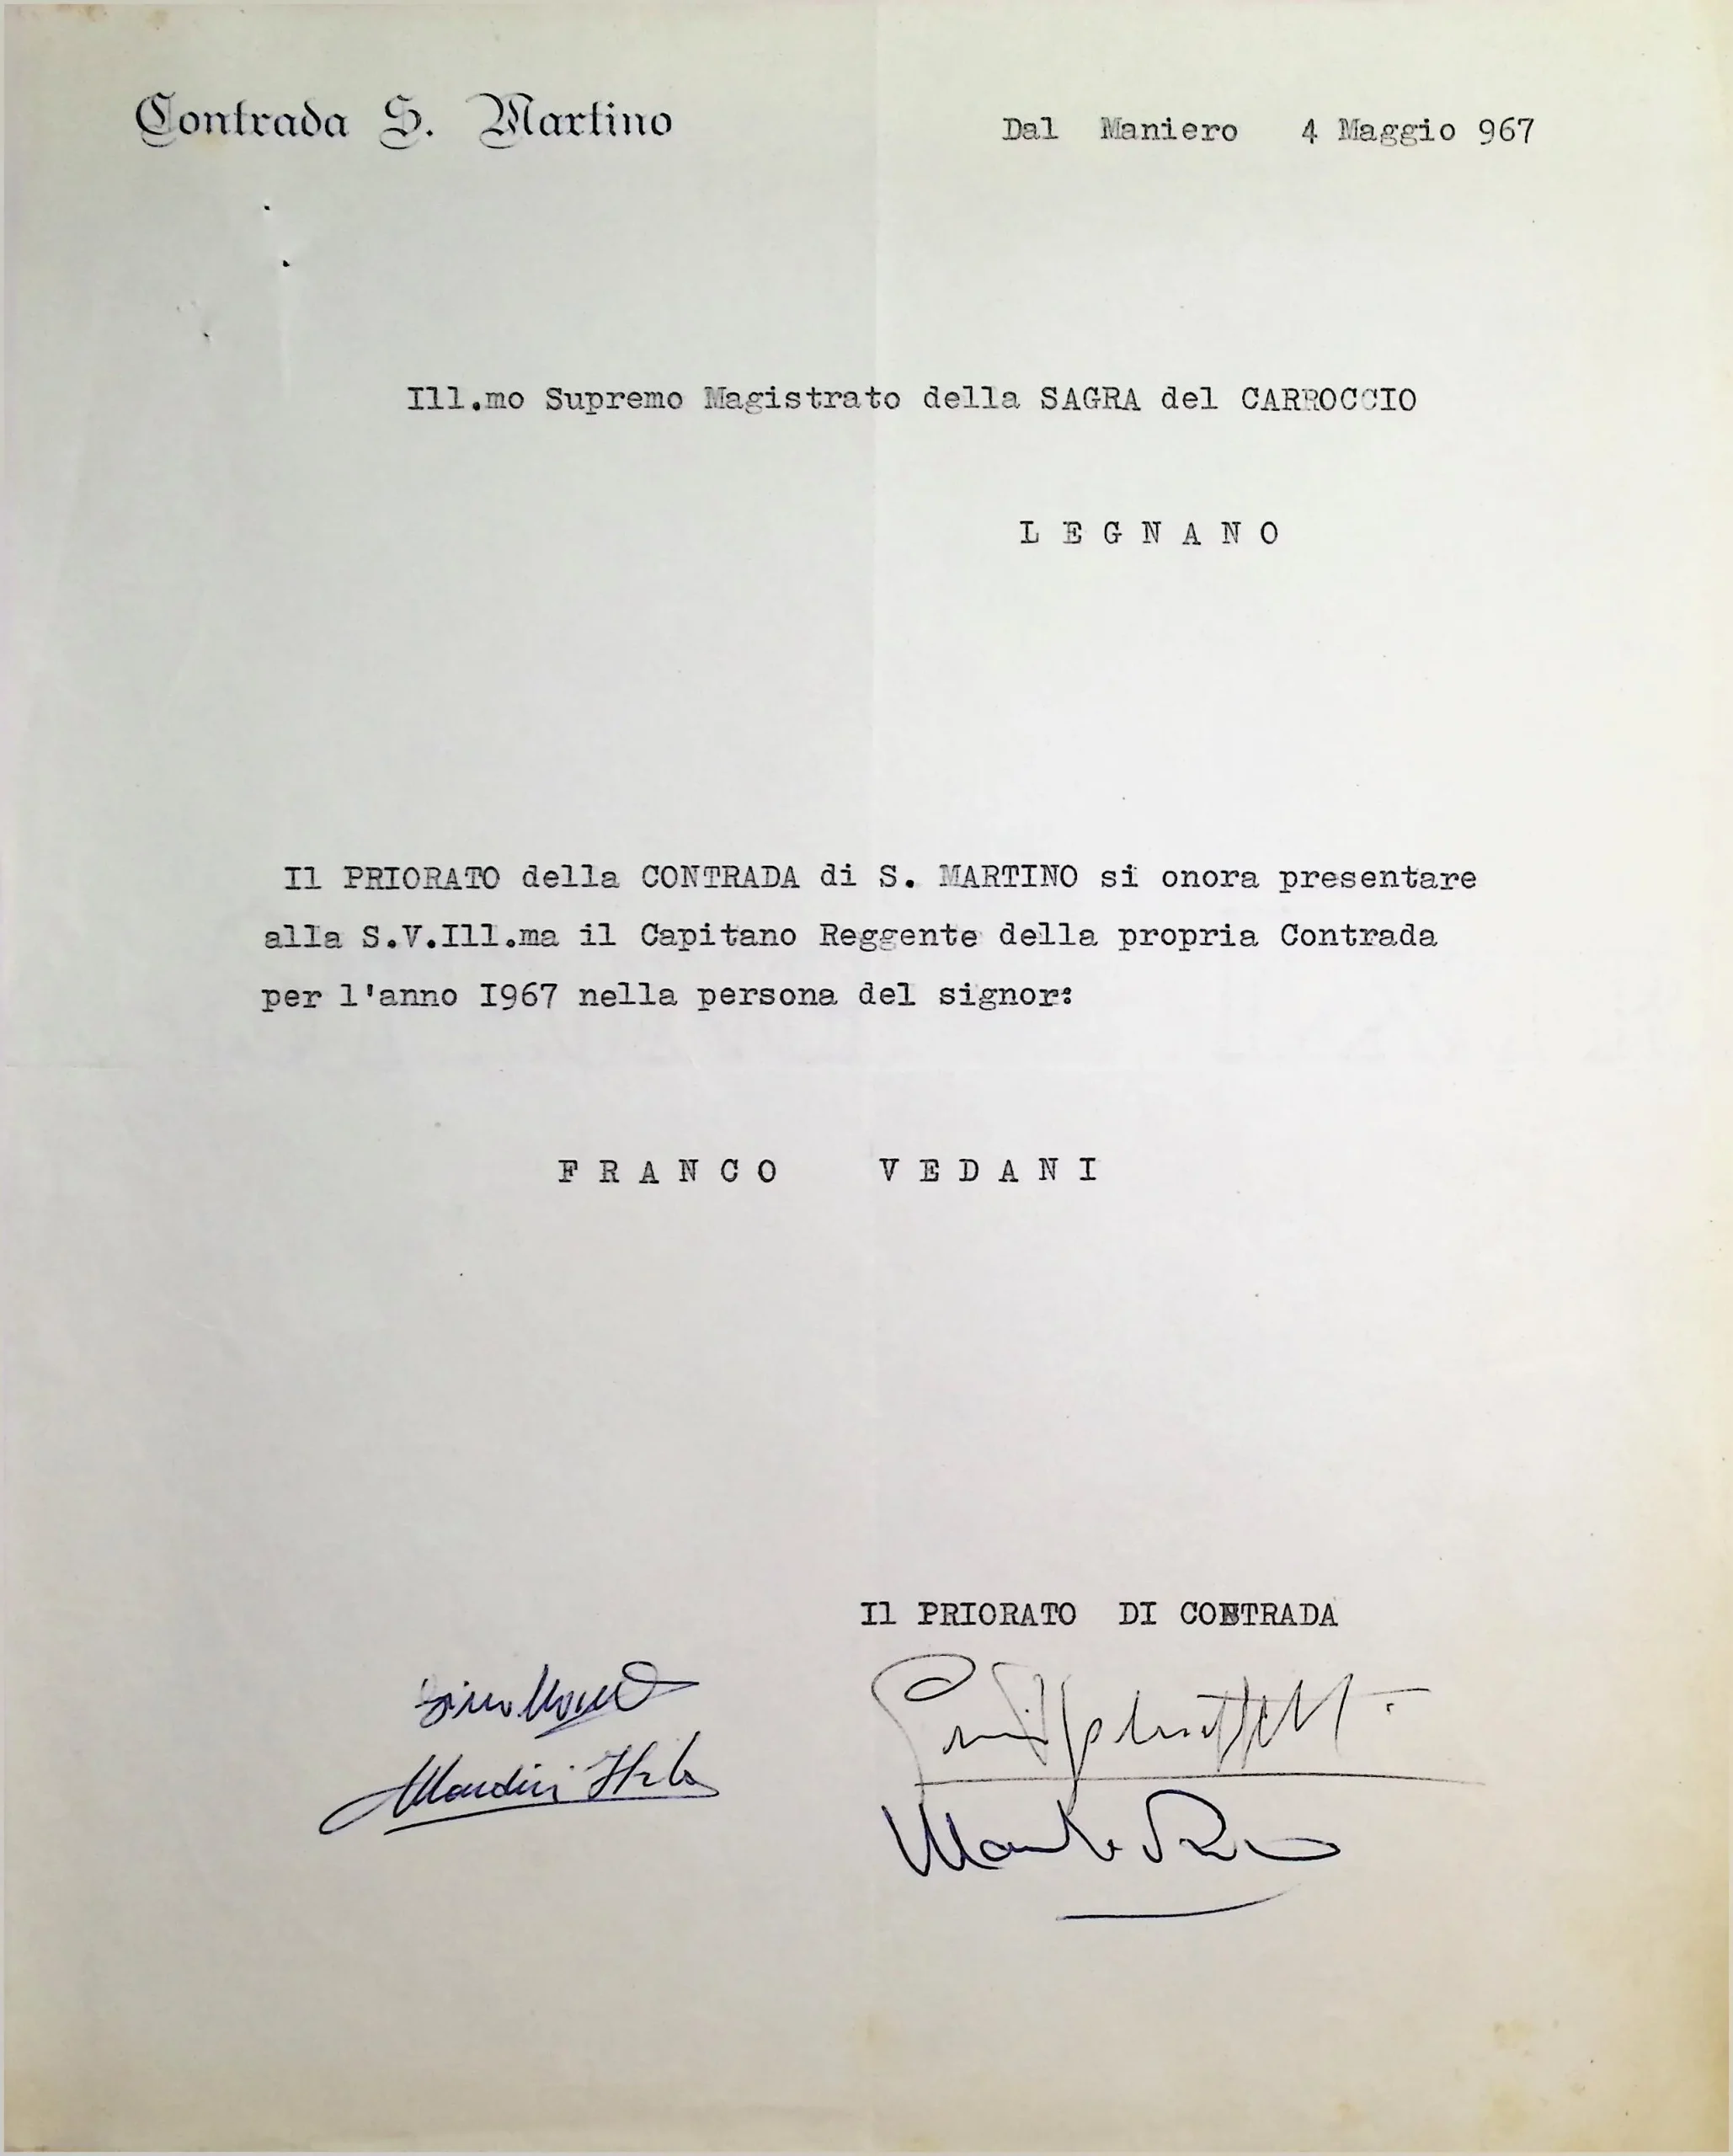 Contrada S. Martino
Dal Maniero 4 Maggio 967
Ill.mo Supremo Magistrato della SAGRA del CARROCCIO
L E G N A N O
Il PRIORATO della CONTRADA di S. MARTINO si onora presentare
alla S.V.Ill.ma il Capitano Reggente della propria Contrada
per l'anno I967 nella persona del signor:
F R A N C O V E D A N I
Il PRIORATO DI CONTRADA